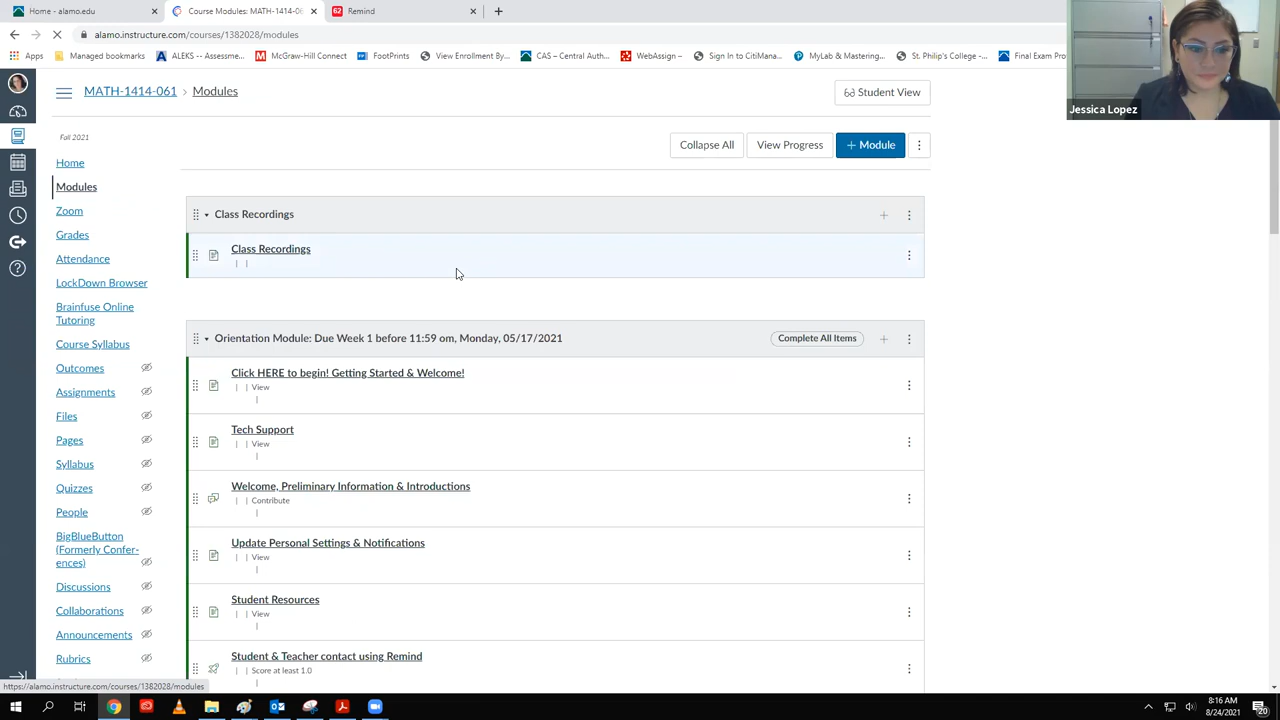 Home - alamo.edu
Course Modules: MATH-1414-06
62 Remind
alamo.instructure.com/courses/1382028/modules
Apps
Managed bookmarks
ALEKS -- Assessme...
McGraw-Hill Connect
FootPrints
View Enrollment By...
CAS – Central Auth...
WebAssign –
Sign In to CitiMana...
MyLab & Mastering...
St. Philip's College -...
Final Exam Pro
Jessica Lopez
MATH-1414-061 > Modules
Student View
Fall 2021
Collapse All
View Progress
+ Module
Home
Modules
Zoom
Grades
Attendance
LockDown Browser
Brainfuse Online
Tutoring
Course Syllabus
Outcomes
Assignments
Files
Pages
Syllabus
Quizzes
People
BigBlueButton
(Formerly Confer-
ences)
Discussions
Collaborations
Announcements
Rubrics
Class Recordings
Class Recordings
Orientation Module: Due Week 1 before 11:59 om, Monday, 05/17/2021
Complete All Items
Click HERE to begin! Getting Started & Welcome!
View
Tech Support
View
Welcome, Preliminary Information & Introductions
Contribute
Update Personal Settings & Notifications
View
Student Resources
View
Student & Teacher contact using Remind
Score at least 1.0
https://alamo.instructure.com/courses/1382028/modules
8:16 AM
8/24/2021
20